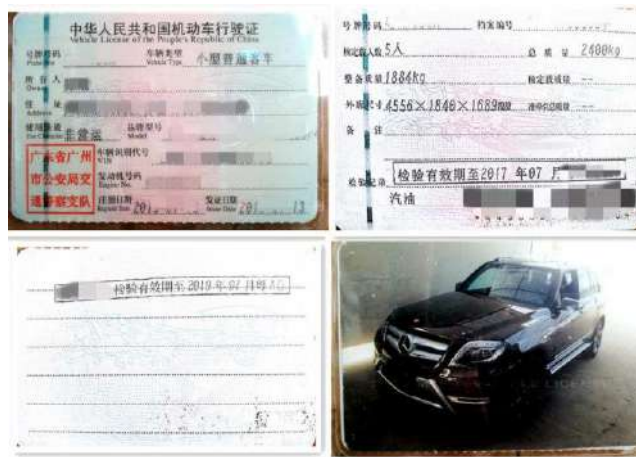 中华人民共和国机动车行驶证
Vehicle License of the People's Republic of China
号牌号码
车辆类型 小型普通客车
Vehicle Type
所有人
Owner
住址
Address
使用性质 非营运 品牌型号
Model
车辆识别代号
VIN
广东省广州
市公安局交
通警察支队
发动机号码
Engine No.
注册日期 201
发证日期 201 13
号牌号码 档案编号
核定载人数 5人 总质量 2400kg
整备质量 1884kg 核定载质量 --
外廓尺寸 4556×1840×1689mm 准牵引总质量 --
备注
检验记录 检验有效期至2017年07月
汽油
检验有效期至2019年07月